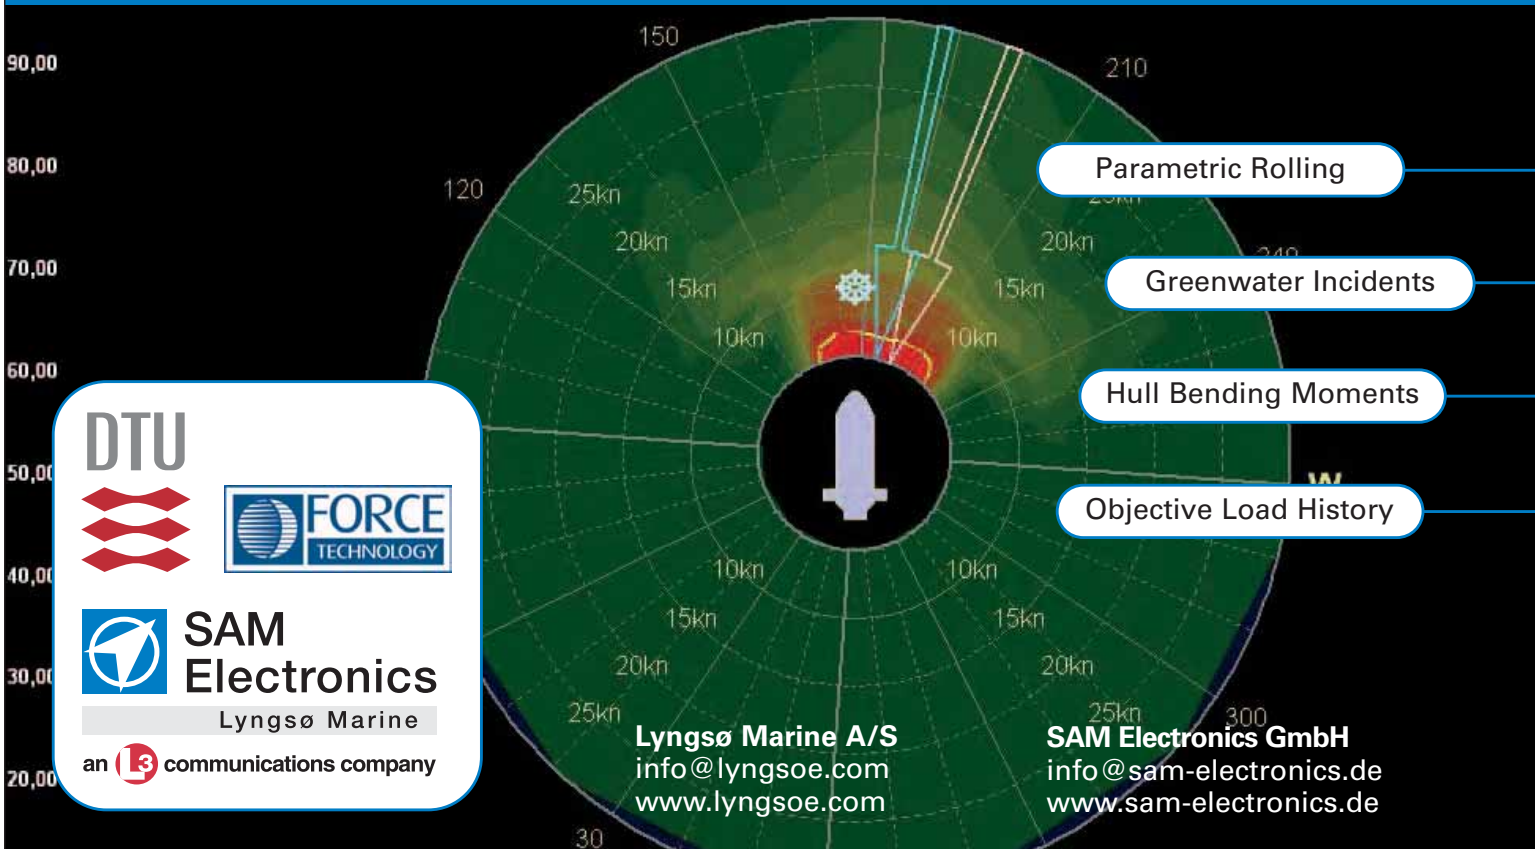 150
90,00
210
80,00
Parametric Rolling
120
25kn
25kn
20kn
20kn
240
70,00
15kn
15kn
Greenwater Incidents
10kn
10kn
60,00
Hull Bending Moments
DTU
50,00
W
Objective Load History
FORCE
TECHNOLOGY
40,00
10kn
10kn
SAM
Electronics
15kn
15kn
30,00
20kn
20kn
Lyngsø Marine
25kn
25kn
300
an L3 communications company
20,00
Lyngsø Marine A/S
info@lyngsoe.com
www.lyngsoe.com
SAM Electronics GmbH
info@sam-electronics.de
www.sam-electronics.de
30